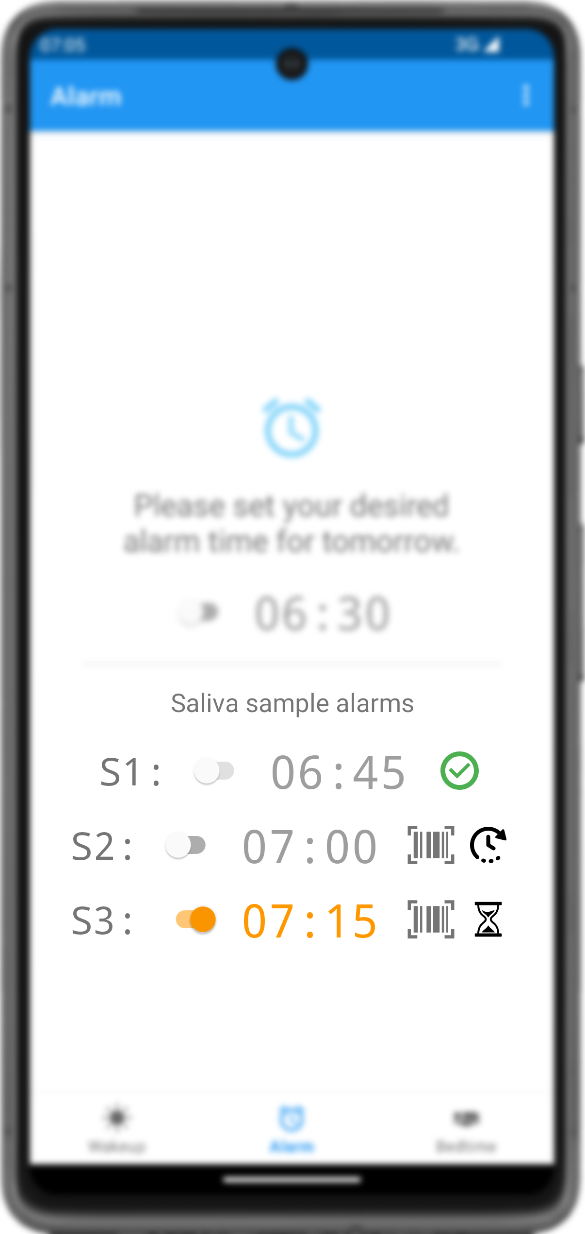 07:05 3G
Alarm
Please set your desired
alarm time for tomorrow.
06:30
Saliva sample alarms
S1: 06:45
S2: 07:00
S3: 07:15
Wakeup Alarm Bedtime